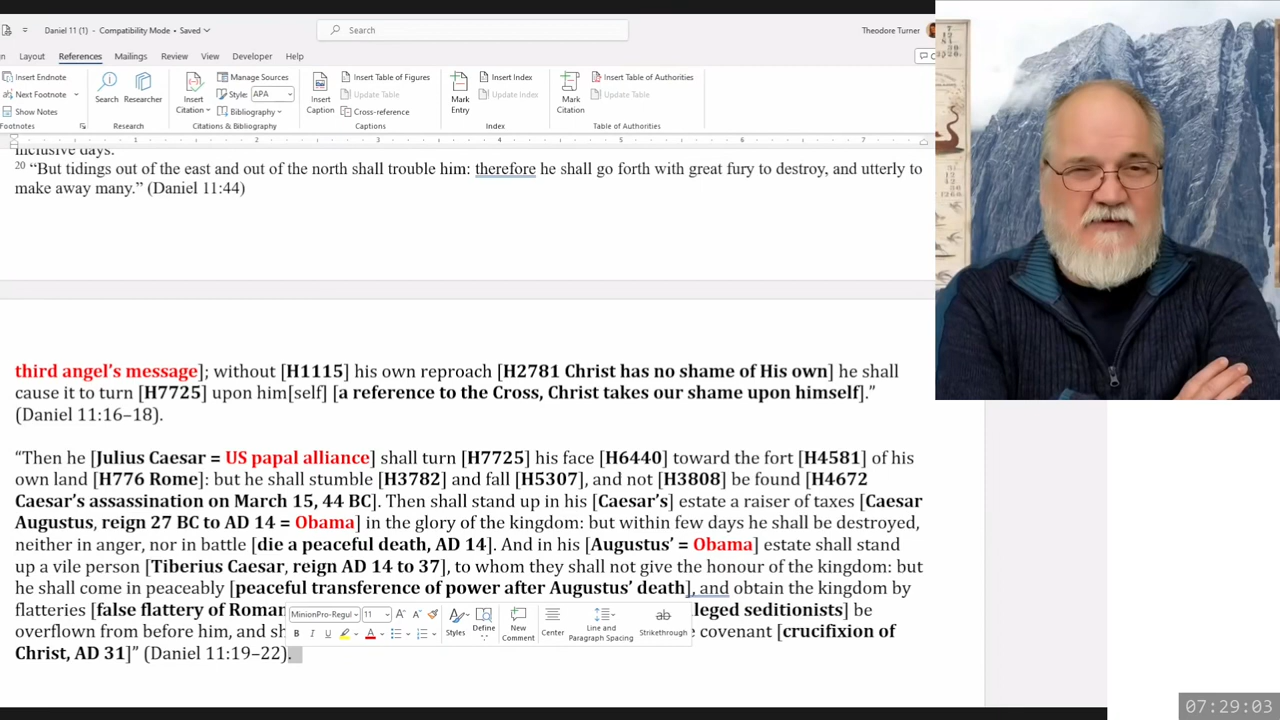 Daniel 11 (1) - Compatibility Mode • Saved
Search
Theodore Turner
Layout References Mailings Review View Developer Help
Insert Endnote
Next Footnote
Show Notes
Footnotes
Search
Researcher
Research
Insert Citation
Manage Sources
Style: APA
Bibliography
Citations & Bibliography
Insert Caption
Insert Table of Figures
Update Table
Cross-reference
Captions
Mark Entry
Insert Index
Update Index
Index
Mark Citation
Insert Table of Authorities
Update Table
Table of Authorities
1 2 3 4 5 6 7
inclusive days.
20 “But tidings out of the east and out of the north shall trouble him: therefore he shall go forth with great fury to destroy, and utterly to
make away many.” (Daniel 11:44)
third angel’s message]; without [H1115] his own reproach [H2781 Christ has no shame of His own] he shall
cause it to turn [H7725] upon him[self] [a reference to the Cross, Christ takes our shame upon himself].”
(Daniel 11:16–18).
“Then he [Julius Caesar = US papal alliance] shall turn [H7725] his face [H6440] toward the fort [H4581] of his
own land [H776 Rome]: but he shall stumble [H3782] and fall [H5307], and not [H3808] be found [H4672
Caesar’s assassination on March 15, 44 BC]. Then shall stand up in his [Caesar’s] estate a raiser of taxes [Caesar
Augustus, reign 27 BC to AD 14 = Obama] in the glory of the kingdom: but within few days he shall be destroyed,
neither in anger, nor in battle [die a peaceful death, AD 14]. And in his [Augustus’ = Obama] estate shall stand
up a vile person [Tiberius Caesar, reign AD 14 to 37], to whom they shall not give the honour of the kingdom: but
he shall come in peaceably [peaceful transference of power after Augustus’ death], and obtain the kingdom by
flatteries [false flattery of Roman leged seditionists] be
overflown from before him, and sh e covenant [crucifixion of
Christ, AD 31]” (Daniel 11:19–22).
MinionPro-Regul 11
B I U
Styles
Define
New Comment
Center
Line and Paragraph Spacing
Strikethrough
07:29:03